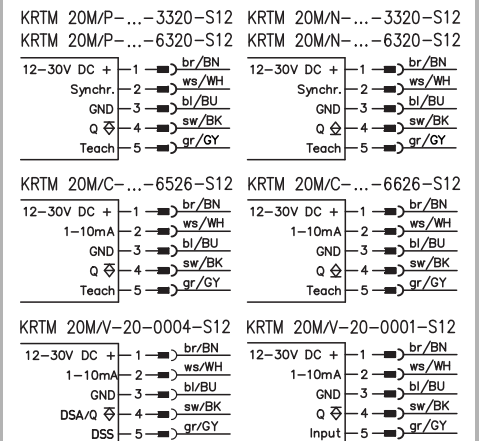 KRTM 20M/P-...-3320-S12
KRTM 20M/P-...-6320-S12
12-30V DC + 1 br/BN
Synchr. 2 ws/WH
GND 3 bl/BU
Q 4 sw/BK
Teach 5 gr/GY
KRTM 20M/N-...-3320-S12
KRTM 20M/N-...-6320-S12
12-30V DC + 1 br/BN
Synchr. 2 ws/WH
GND 3 bl/BU
Q 4 sw/BK
Teach 5 gr/GY
KRTM 20M/C-...-6526-S12
12-30V DC + 1 br/BN
1-10mA 2 ws/WH
GND 3 bl/BU
Q 4 sw/BK
Teach 5 gr/GY
KRTM 20M/C-...-6626-S12
12-30V DC + 1 br/BN
1-10mA 2 ws/WH
GND 3 bl/BU
Q 4 sw/BK
Teach 5 gr/GY
KRTM 20M/V-20-0004-S12
12-30V DC + 1 br/BN
1-10mA 2 ws/WH
GND 3 bl/BU
DSA/Q 4 sw/BK
DSS 5 gr/GY
KRTM 20M/V-20-0001-S12
12-30V DC + 1 br/BN
1-10mA 2 ws/WH
GND 3 bl/BU
Q 4 sw/BK
Input 5 gr/GY